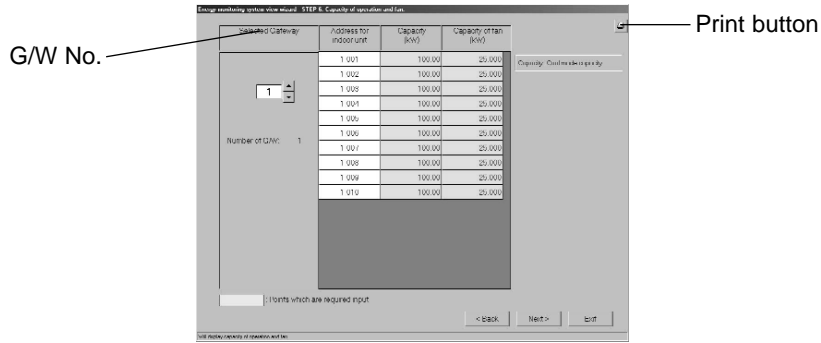 Energy monitoring system view wizard STEP 6. Capacity of operation and fan.
Print button
G/W No.
Selected Gateway
Address for indoor unit
Capacity (kW)
Capacity of fan (kW)
1 001 100.00 25.000
1 002 100.00 25.000
1 003 100.00 25.000
1 004 100.00 25.000
1 005 100.00 25.000
1 006 100.00 25.000
1 007 100.00 25.000
1 008 100.00 25.000
1 009 100.00 25.000
1 010 100.00 25.000
Capacity: Cool mode capacity
1
Number of G/W: 1
: Points which are required input
< Back
Next >
Exit
will display capacity of operation and fan.